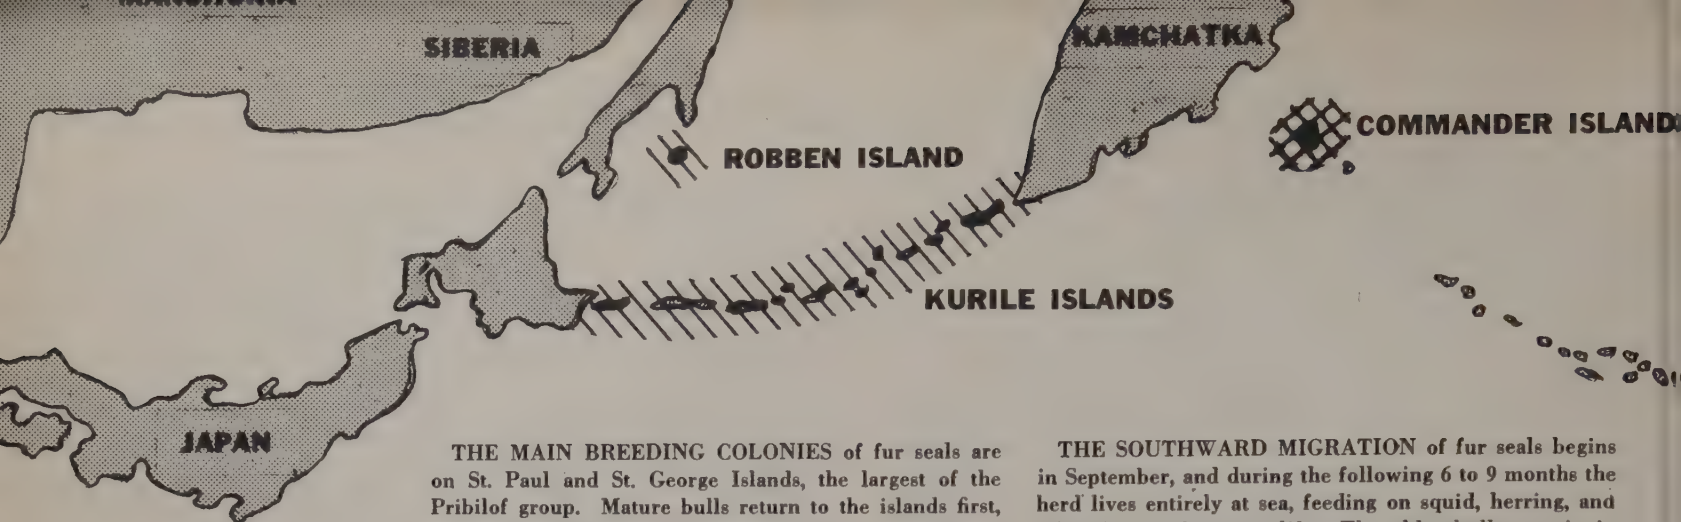 SIBERIA
KAMCHATKA
COMMANDER ISLAND
ROBBEN ISLAND
KURILE ISLANDS
JAPAN
THE MAIN BREEDING COLONIES of fur seals are
on St. Paul and St. George Islands, the largest of the
Pribilof group. Mature bulls return to the islands first,
THE SOUTHWARD MIGRATION of fur seals begins
in September, and during the following 6 to 9 months the
herd lives entirely at sea, feeding on squid, herring, and